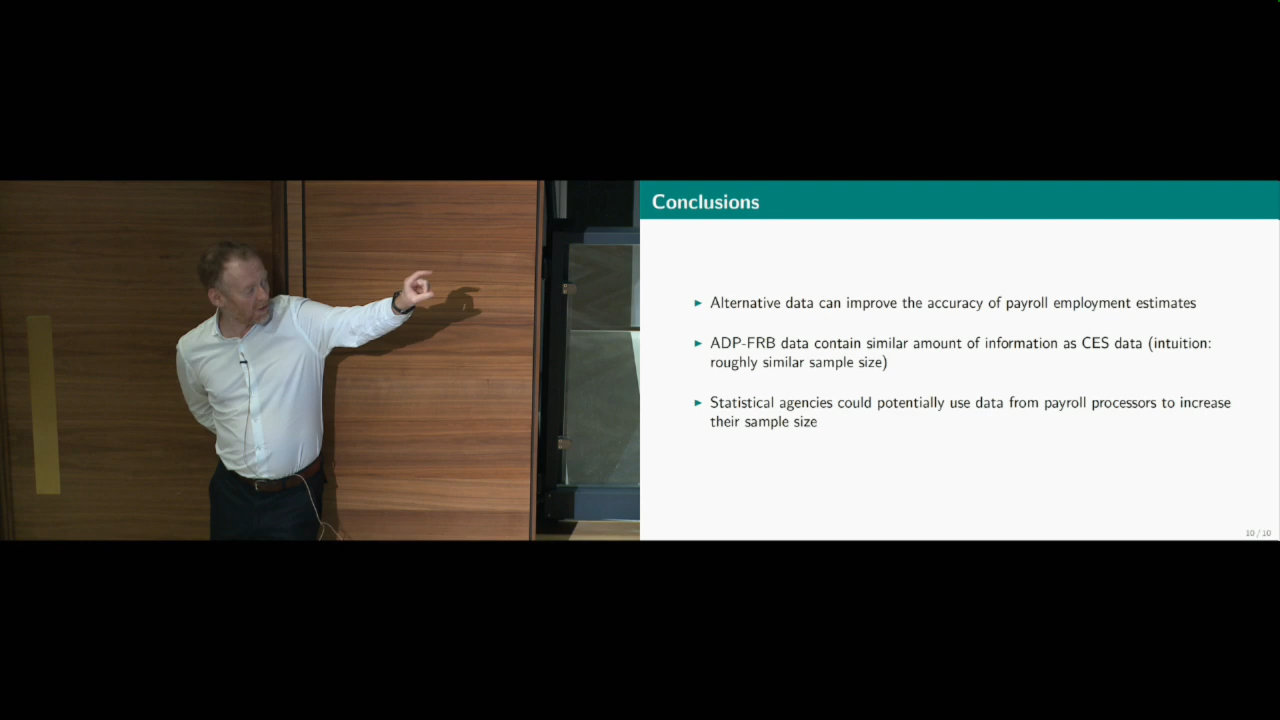 Conclusions
► Alternative data can improve the accuracy of payroll employment estimates
► ADP-FRB data contain similar amount of information as CES data (intuition:
roughly similar sample size)
► Statistical agencies could potentially use data from payroll processors to increase
their sample size
10 / 10